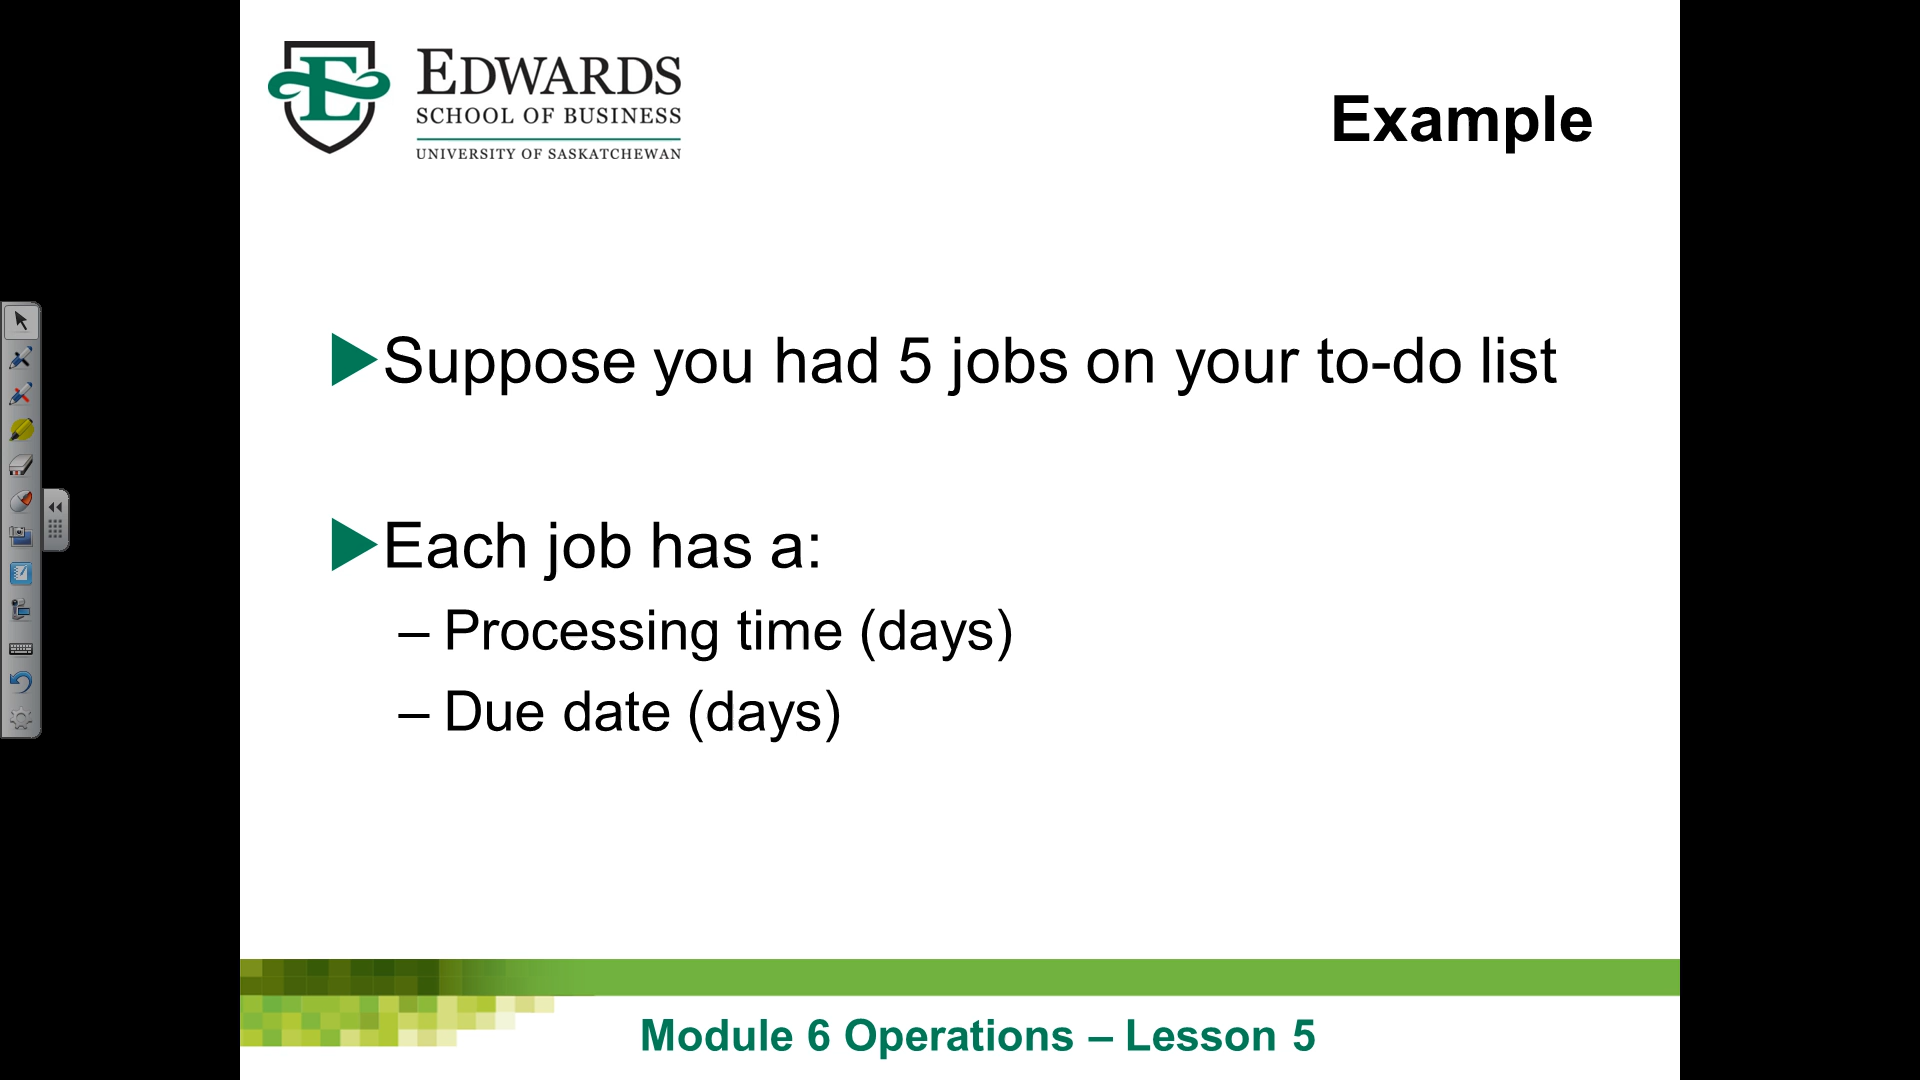 EDWARDS
SCHOOL OF BUSINESS
UNIVERSITY OF SASKATCHEWAN
Example
Suppose you had 5 jobs on your to-do list
Each job has a:
– Processing time (days)
– Due date (days)
Module 6 Operations – Lesson 5